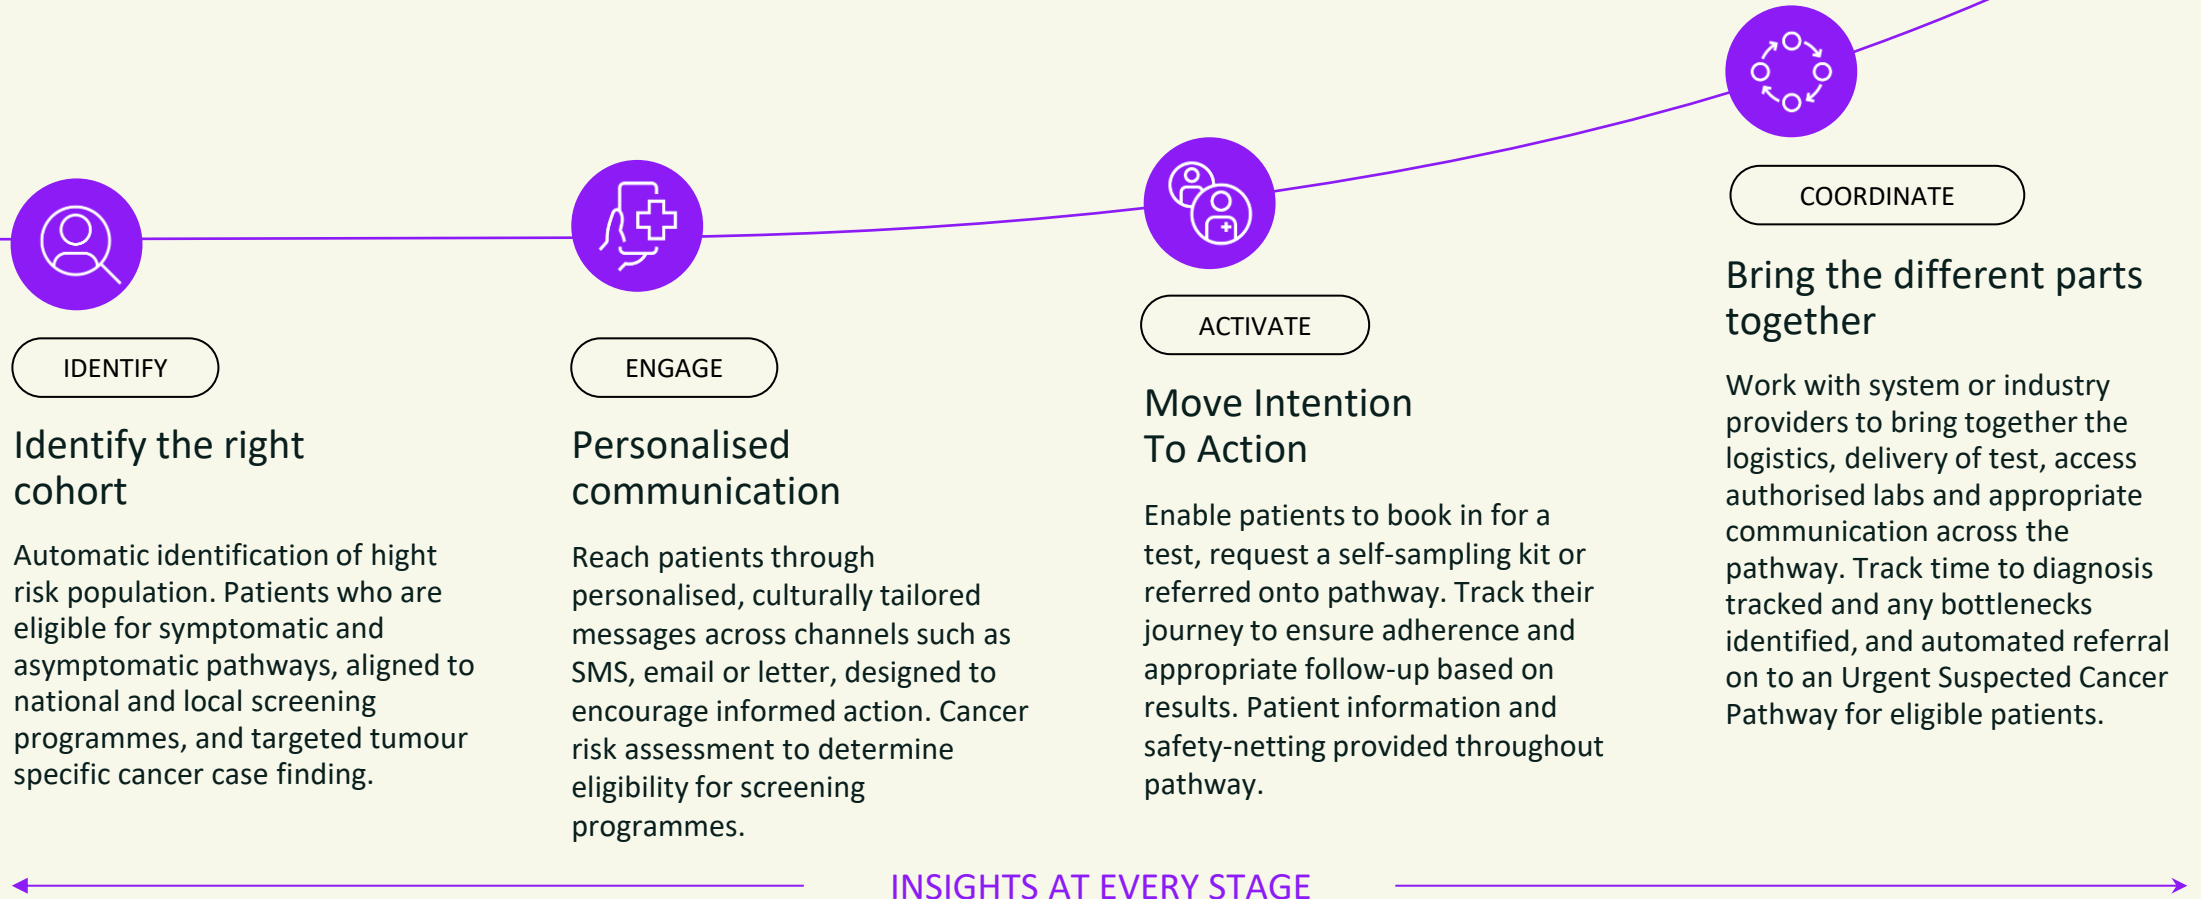 IDENTIFY
Identify the right
cohort
Automatic identification of hight
risk population. Patients who are
eligible for symptomatic and
asymptomatic pathways, aligned to
national and local screening
programmes, and targeted tumour
specific cancer case finding.
ENGAGE
Personalised
communication
Reach patients through
personalised, culturally tailored
messages across channels such as
SMS, email or letter, designed to
encourage informed action. Cancer
risk assessment to determine
eligibility for screening
programmes.
ACTIVATE
Move Intention
To Action
Enable patients to book in for a
test, request a self-sampling kit or
referred onto pathway. Track their
journey to ensure adherence and
appropriate follow-up based on
results. Patient information and
safety-netting provided throughout
pathway.
COORDINATE
Bring the different parts
together
Work with system or industry
providers to bring together the
logistics, delivery of test, access
authorised labs and appropriate
communication across the
pathway. Track time to diagnosis
tracked and any bottlenecks
identified, and automated referral
on to an Urgent Suspected Cancer
Pathway for eligible patients.
INSIGHTS AT EVERY STAGE